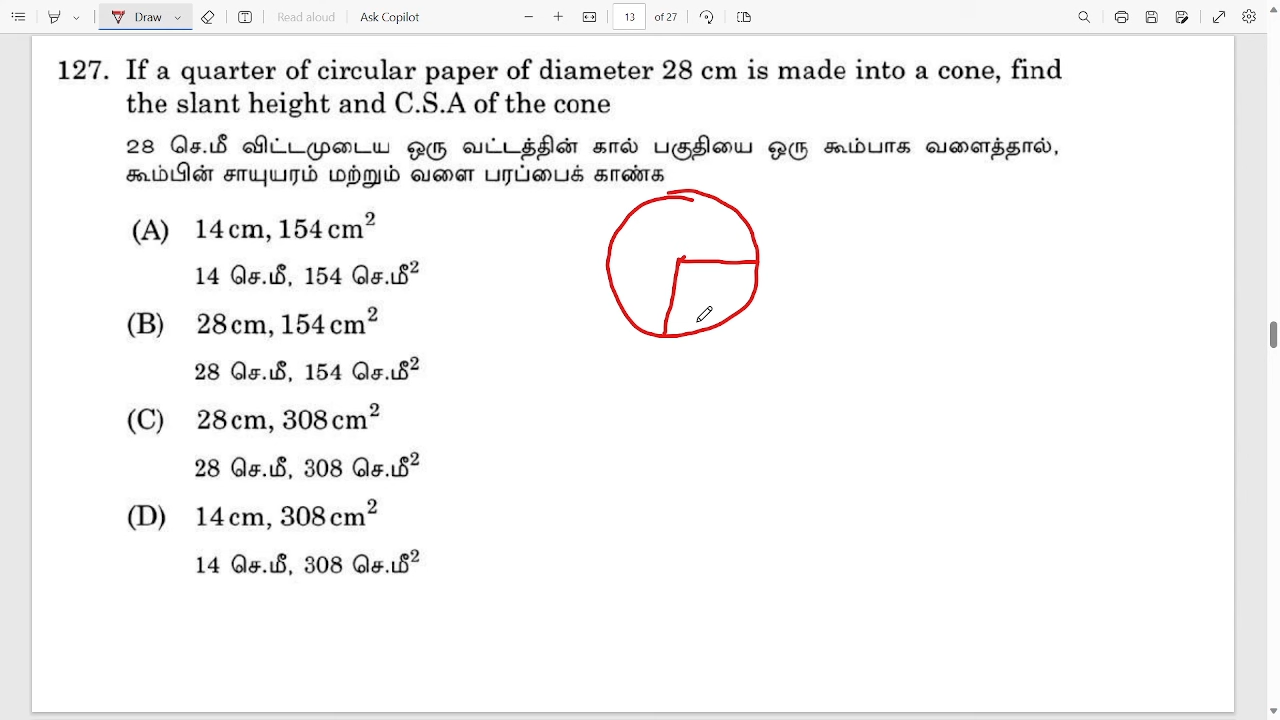 Draw Read aloud Ask Copilot 13 of 27
127. If a quarter of circular paper of diameter 28 cm is made into a cone, find
the slant height and C.S.A of the cone
28 செ.மீ விட்டமுடைய ஒரு வட்டத்தின் கால் பகுதியை ஒரு கூம்பாக வளைத்தால்,
கூம்பின் சாயுயரம் மற்றும் வளை பரப்பைக் காண்க
(A) 14 cm, 154 cm²
14 செ.மீ, 154 செ.மீ²
(B) 28 cm, 154 cm²
28 செ.மீ, 154 செ.மீ²
(C) 28 cm, 308 cm²
28 செ.மீ, 308 செ.மீ²
(D) 14 cm, 308 cm²
14 செ.மீ, 308 செ.மீ²